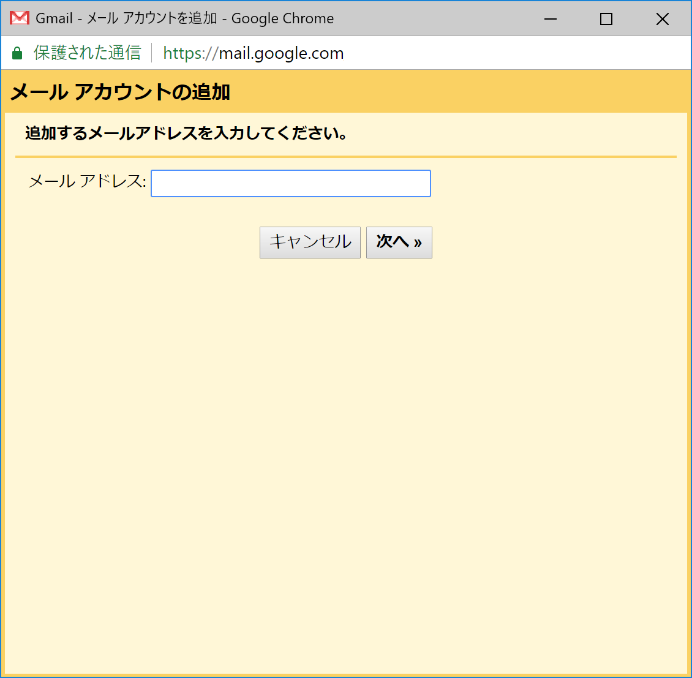 Gmail - メール アカウントを追加 - Google Chrome
保護された通信 https://mail.google.com
メール アカウントの追加
追加するメールアドレスを入力してください。
メール アドレス:
キャンセル 次へ »